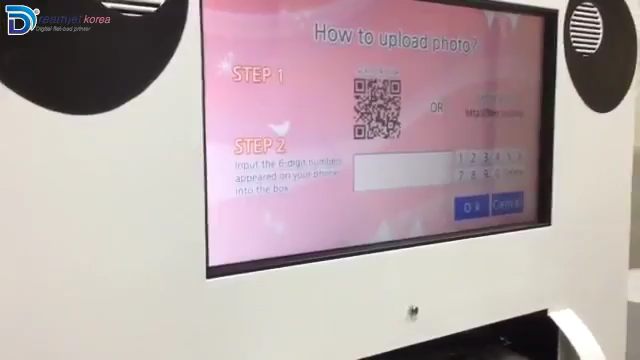 Dreamjet korea
Digital flat-bed printer
How to upload photo?
STEP 1
OR
STEP 2
Input the 6-digit numbers
appeared on your phone
into the box
1 2 3 4 5 6
7 8 9 0
Ok Cancel